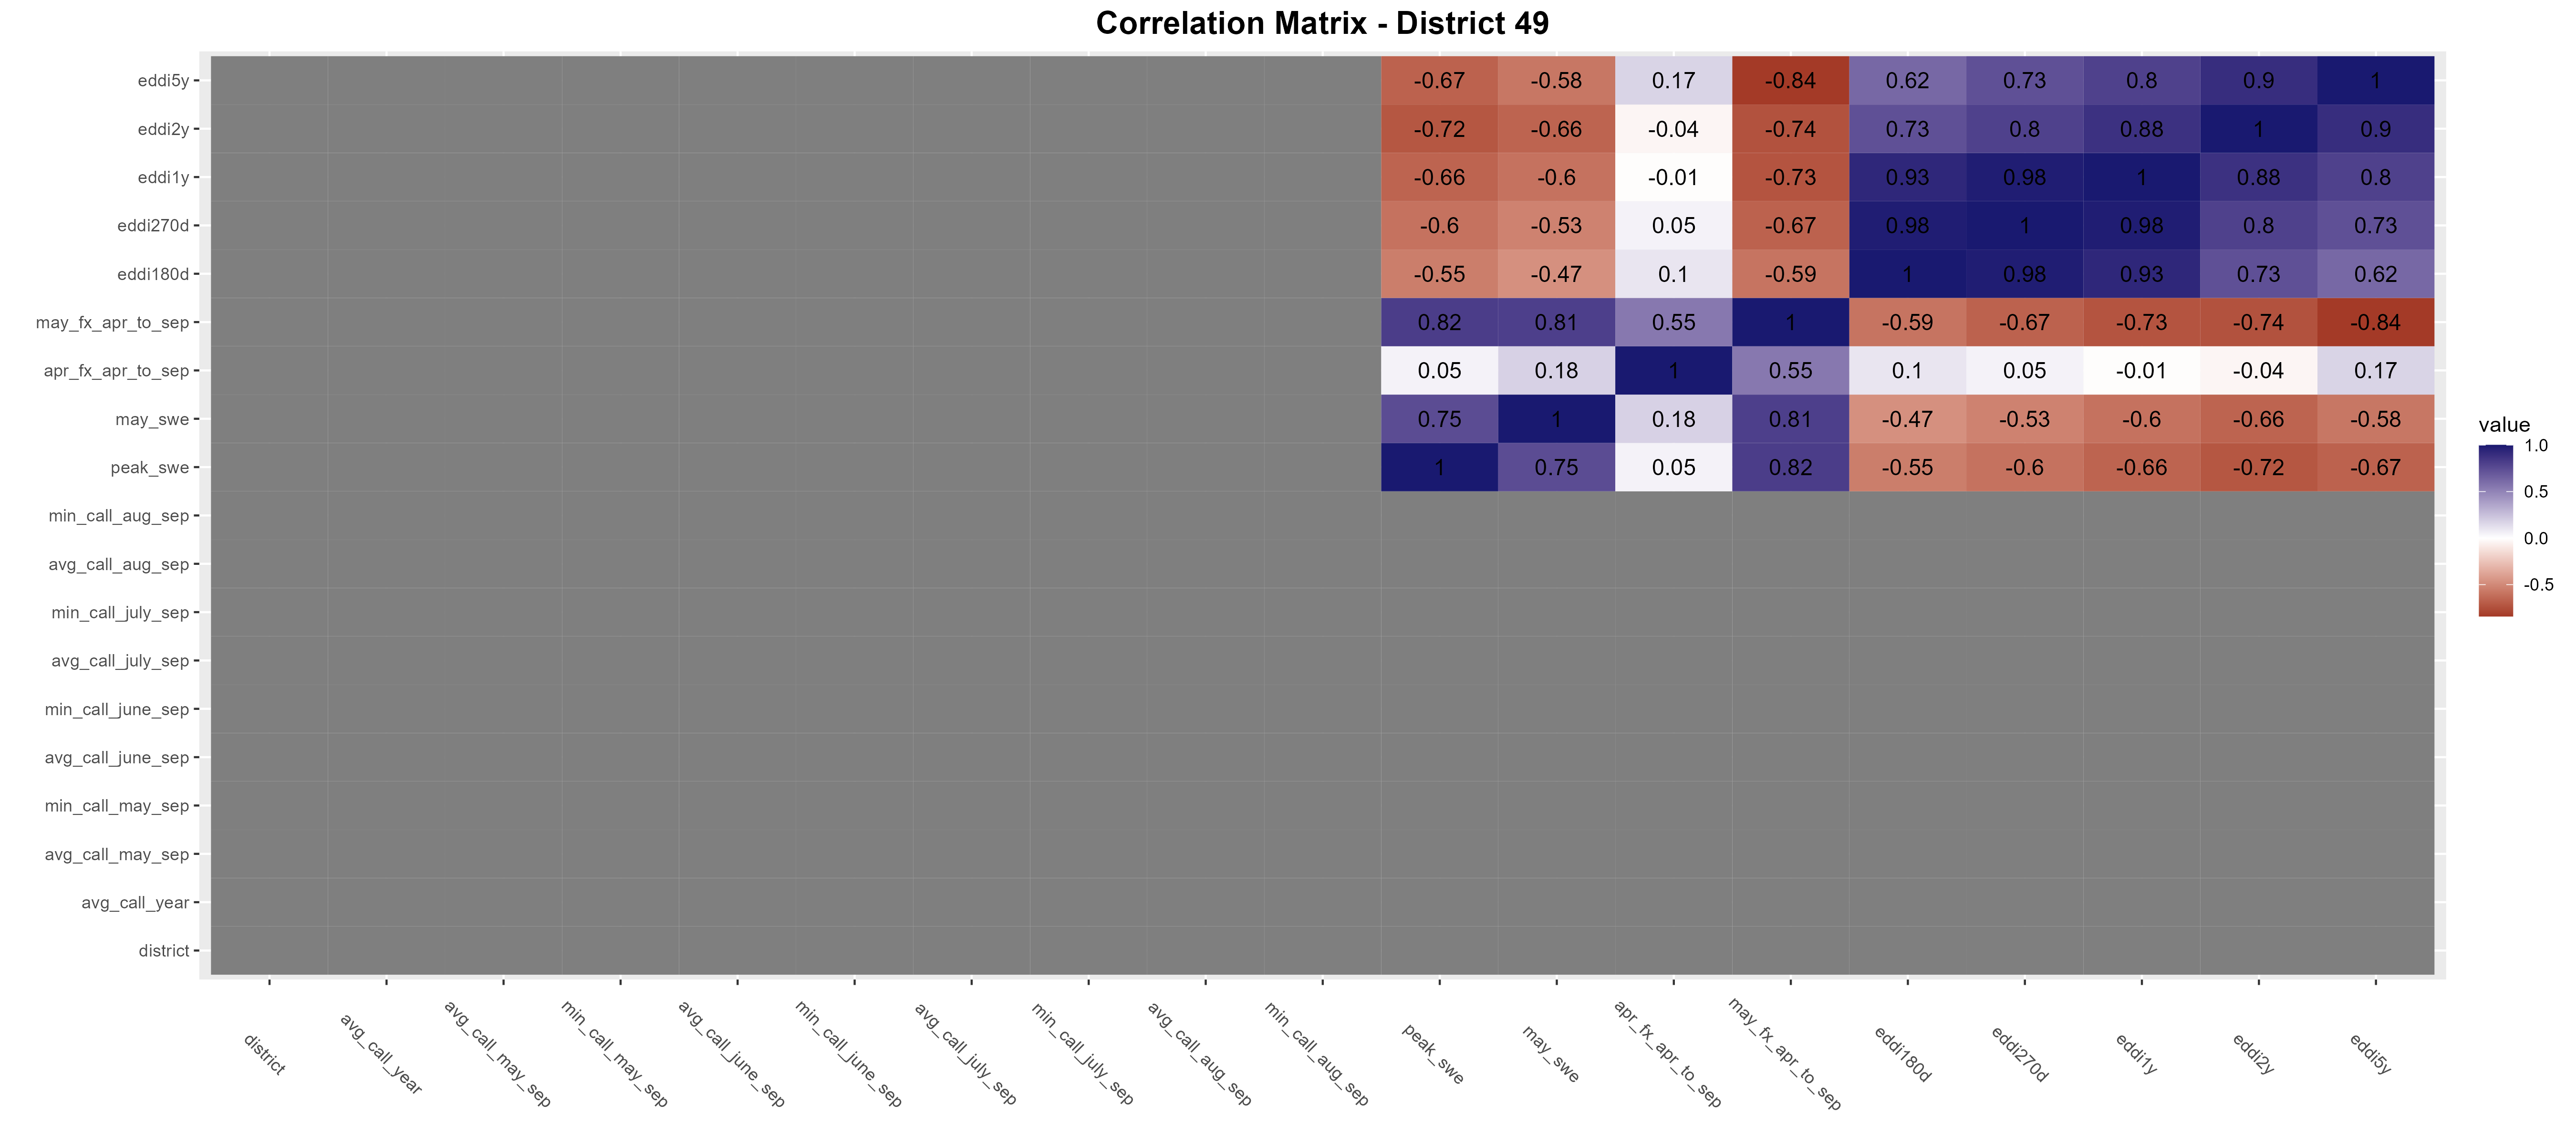 Correlation Matrix - District 49
eddi5y -0.67 -0.58 0.17 -0.84 0.62 0.73 0.8 0.9 1
eddi2y -0.72 -0.66 -0.04 -0.74 0.73 0.8 0.88 1 0.9
eddi1y -0.66 -0.6 -0.01 -0.73 0.93 0.98 1 0.88 0.8
eddi270d -0.6 -0.53 0.05 -0.67 0.98 1 0.98 0.8 0.73
eddi180d -0.55 -0.47 0.1 -0.59 1 0.98 0.93 0.73 0.62
may_fx_apr_to_sep 0.82 0.81 0.55 1 -0.59 -0.67 -0.73 -0.74 -0.84
apr_fx_apr_to_sep 0.05 0.18 1 0.55 0.1 0.05 -0.01 -0.04 0.17
may_swe 0.75 1 0.18 0.81 -0.47 -0.53 -0.6 -0.66 -0.58
peak_swe 1 0.75 0.05 0.82 -0.55 -0.6 -0.66 -0.72 -0.67
min_call_aug_sep
avg_call_aug_sep
min_call_july_sep
avg_call_july_sep
min_call_june_sep
avg_call_june_sep
min_call_may_sep
avg_call_may_sep
avg_call_year
district
district
avg_call_year
avg_call_may_sep
min_call_may_sep
avg_call_june_sep
min_call_june_sep
avg_call_july_sep
min_call_july_sep
avg_call_aug_sep
min_call_aug_sep
peak_swe
may_swe
apr_fx_apr_to_sep
may_fx_apr_to_sep
eddi180d
eddi270d
eddi1y
eddi2y
eddi5y
value
1.0
0.5
0.0
-0.5